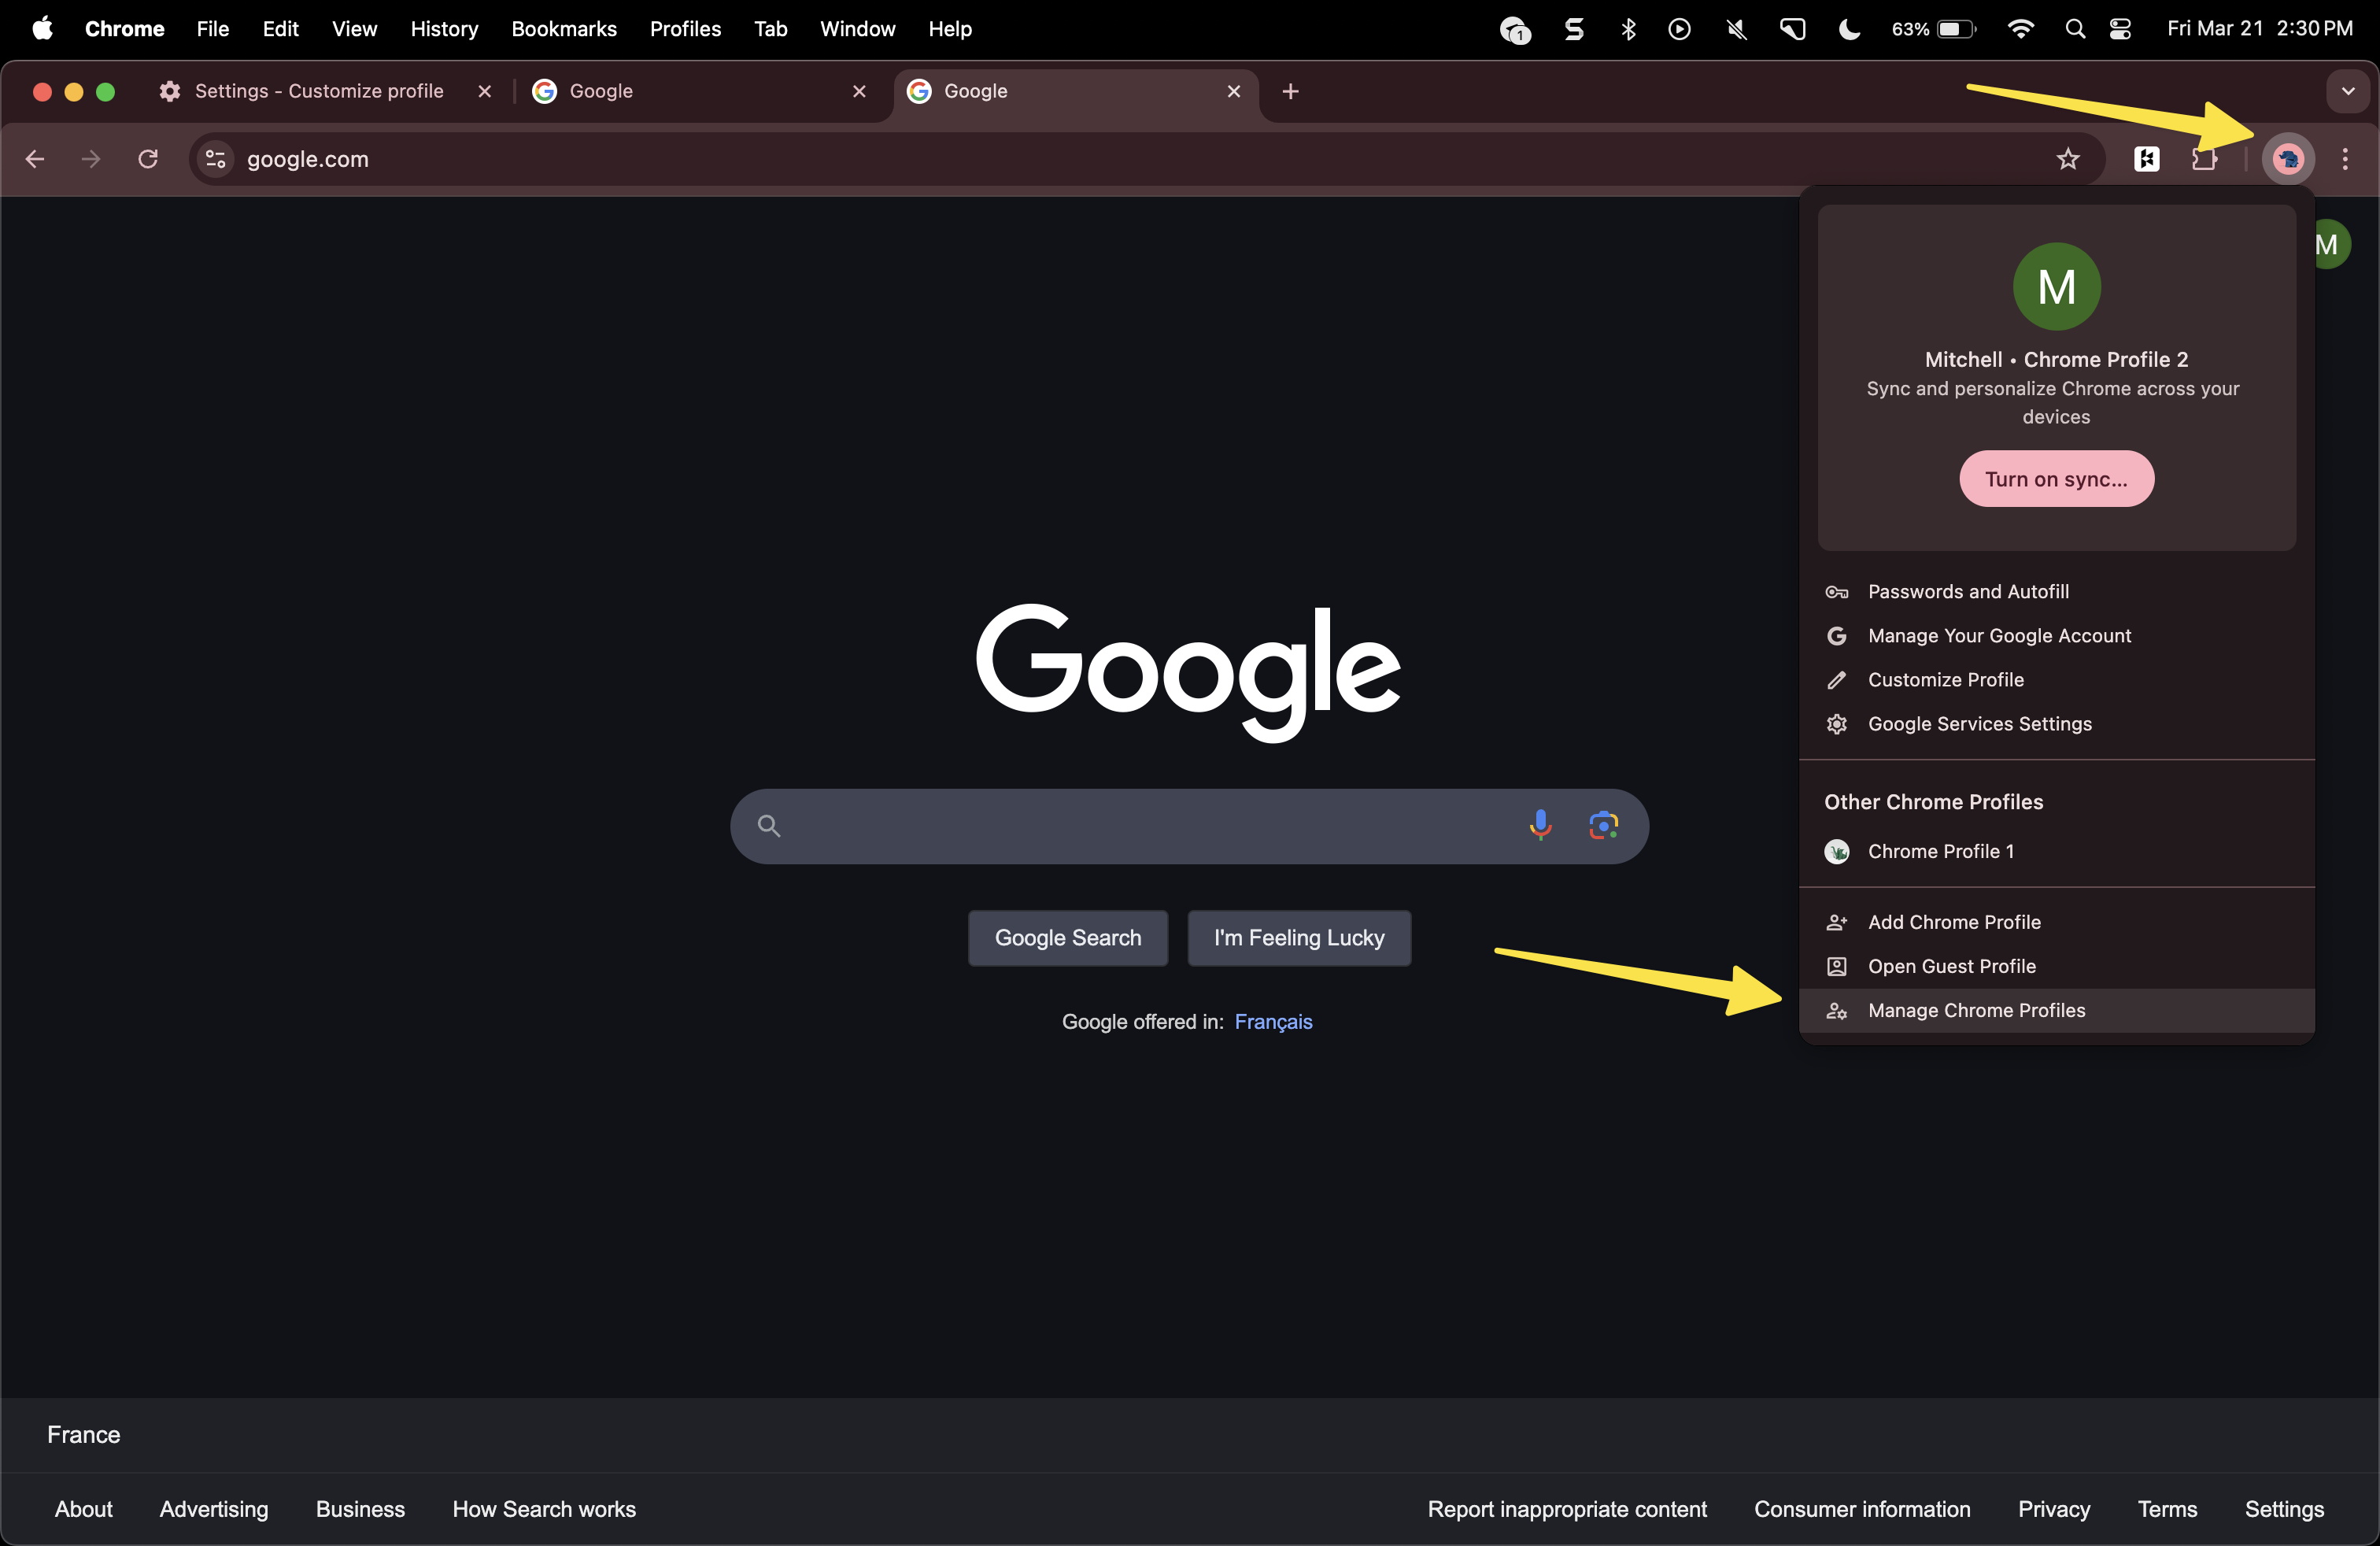 Chrome File Edit View History Bookmarks Profiles Tab Window Help 1 63% Fri Mar 21 2:30 PM
Settings - Customize profile Google Google
google.com
M
M
Mitchell • Chrome Profile 2
Sync and personalize Chrome across your
devices
Turn on sync...
Passwords and Autofill
Manage Your Google Account
Customize Profile
Google Services Settings
Other Chrome Profiles
Chrome Profile 1
Add Chrome Profile
Open Guest Profile
Manage Chrome Profiles
Google
Google Search I'm Feeling Lucky
Google offered in: Français
France
About Advertising Business How Search works Report inappropriate content Consumer information Privacy Terms Settings